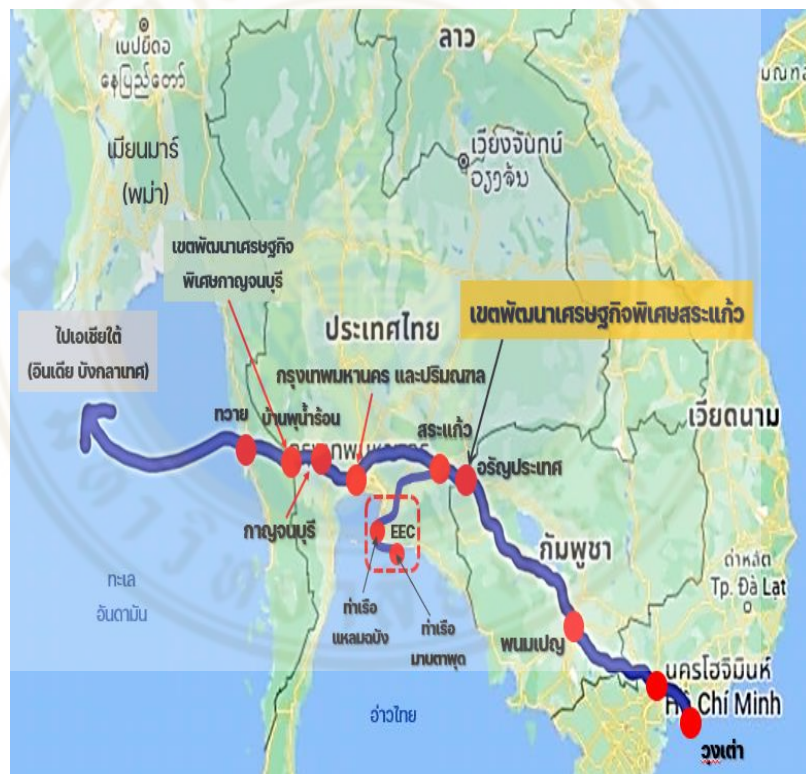 ลาว
เนปยีดอ
နေပြည်တော်
มณฑล
เมียนมาร์
(พม่า)
เวียงจันทน์
ວຽງຈັນ
เขตพัฒนาเศรษฐกิจ
พิเศษกาญจนบุรี
เขตพัฒนาเศรษฐกิจพิเศษสระแก้ว
ประเทศไทย
ไปเอเชียใต้
(อินเดีย บังกลาเทศ)
กรุงเทพมหานคร และปริมณฑล
เวียดนาม
ทวาย
บ้านพุน้ำร้อน
สระแก้ว
อรัญประเทศ
กาญจนบุรี
EEC
กัมพูชา
ดาลัต
Tp. Đà Lạt
ทะเล
อันดามัน
ท่าเรือ
แหลมฉบัง
ท่าเรือ
มาบตาพุด
พนมเปญ
นครโฮจิมินห์
Hồ Chí Minh
อ่าวไทย
วุงเต่า